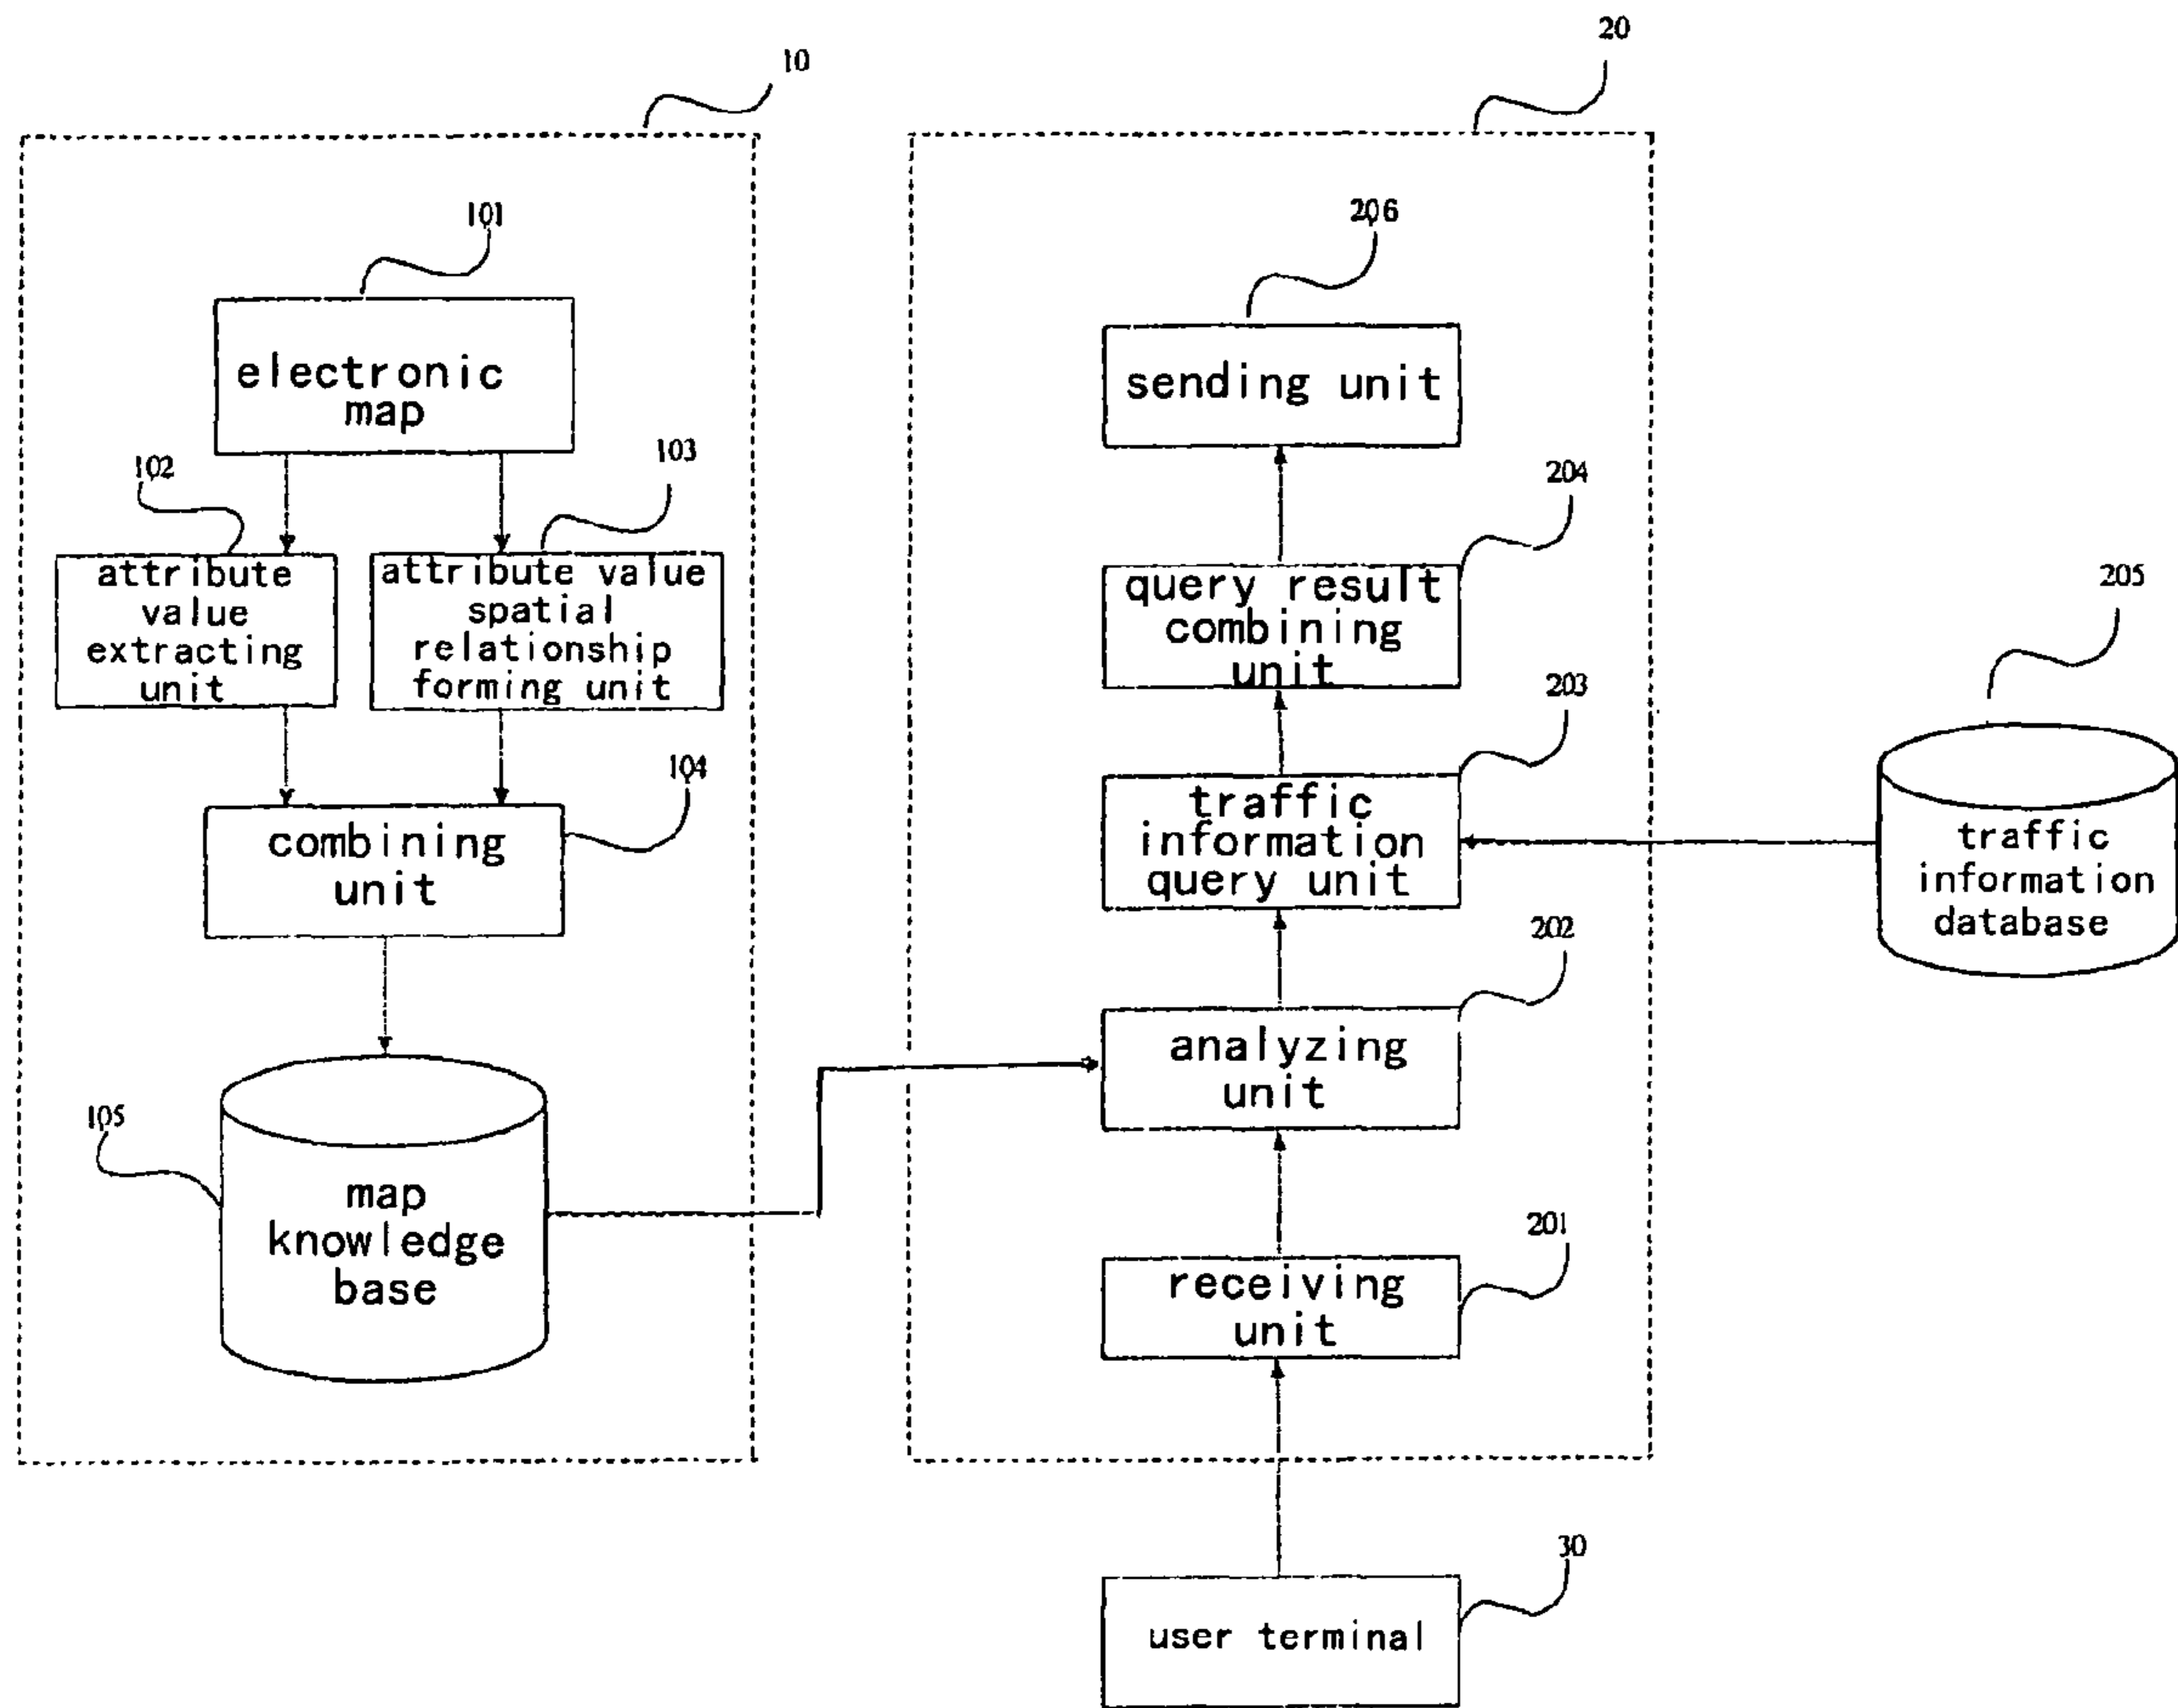 10
20
101
electronic
map
102
103
attribute
value
extracting
unit
attribute value
spatial
relationship
forming unit
104
combining
unit
105
map
knowledge
base
206
sending unit
204
query result
combining
unit
203
traffic
information
query unit
205
traffic
information
database
202
analyzing
unit
201
receiving
unit
30
user terminal